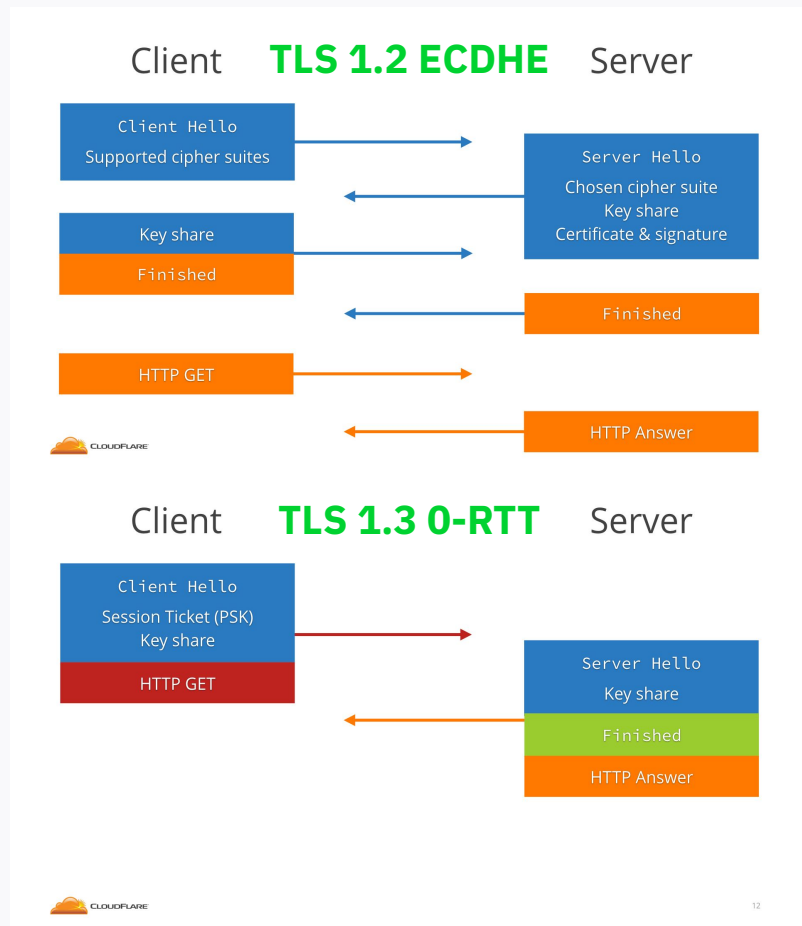 Client TLS 1.2 ECDHE Server
Client Hello
Supported cipher suites
Server Hello
Chosen cipher suite
Key share
Certificate & signature
Key share
Finished
Finished
HTTP GET
HTTP Answer
CLOUDFLARE
Client TLS 1.3 0-RTT Server
Client Hello
Session Ticket (PSK)
Key share
HTTP GET
Server Hello
Key share
Finished
HTTP Answer
CLOUDFLARE
12